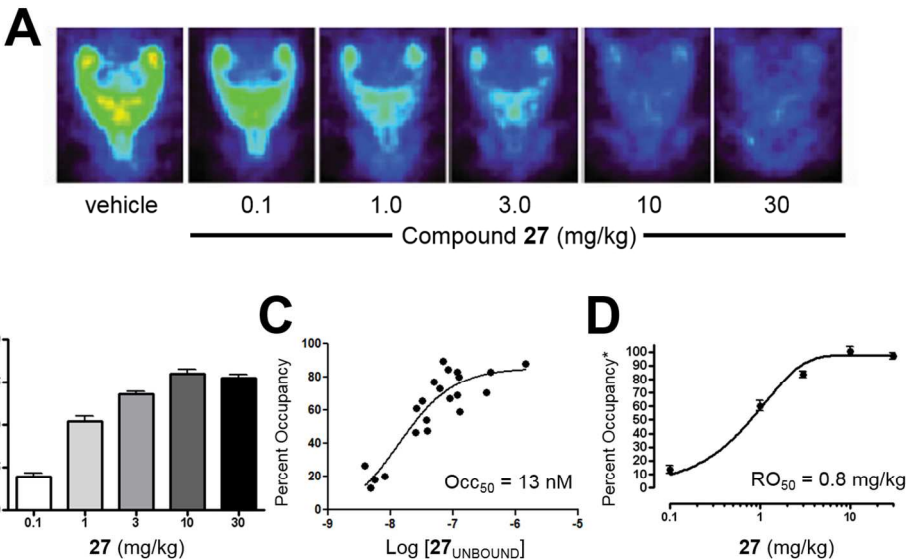 A
vehicle 0.1 1.0 3.0 10 30
Compound 27 (mg/kg)
0.1 1 3 10 30
27 (mg/kg)
C
Percent Occupancy
100
80
60
40
20
0
Occ50 = 13 nM
-9 -8 -7 -6 -5
Log [27UNBOUND]
D
Percent Occupancy*
100
90
80
70
60
50
40
30
20
10
0
RO50 = 0.8 mg/kg
0.1 1 10
27 (mg/kg)